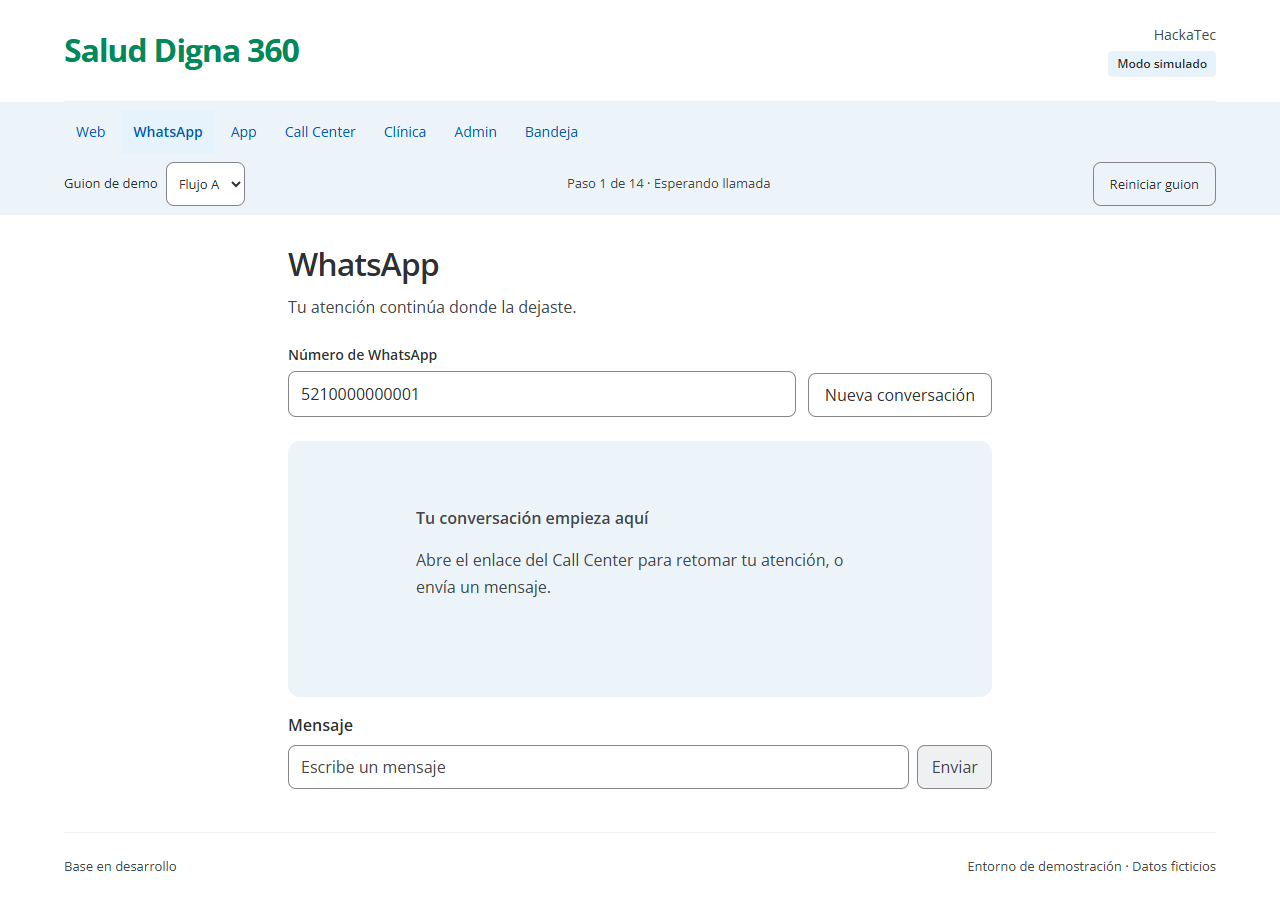 Salud Digna 360
HackaTec
Modo simulado
Web WhatsApp App Call Center Clínica Admin Bandeja
Guion de demo Flujo A Paso 1 de 14 · Esperando llamada Reiniciar guion
WhatsApp
Tu atención continúa donde la dejaste.
Número de WhatsApp
5210000000001 Nueva conversación
Tu conversación empieza aquí
Abre el enlace del Call Center para retomar tu atención, o
envía un mensaje.
Mensaje
Escribe un mensaje Enviar
Base en desarrollo Entorno de demostración · Datos ficticios